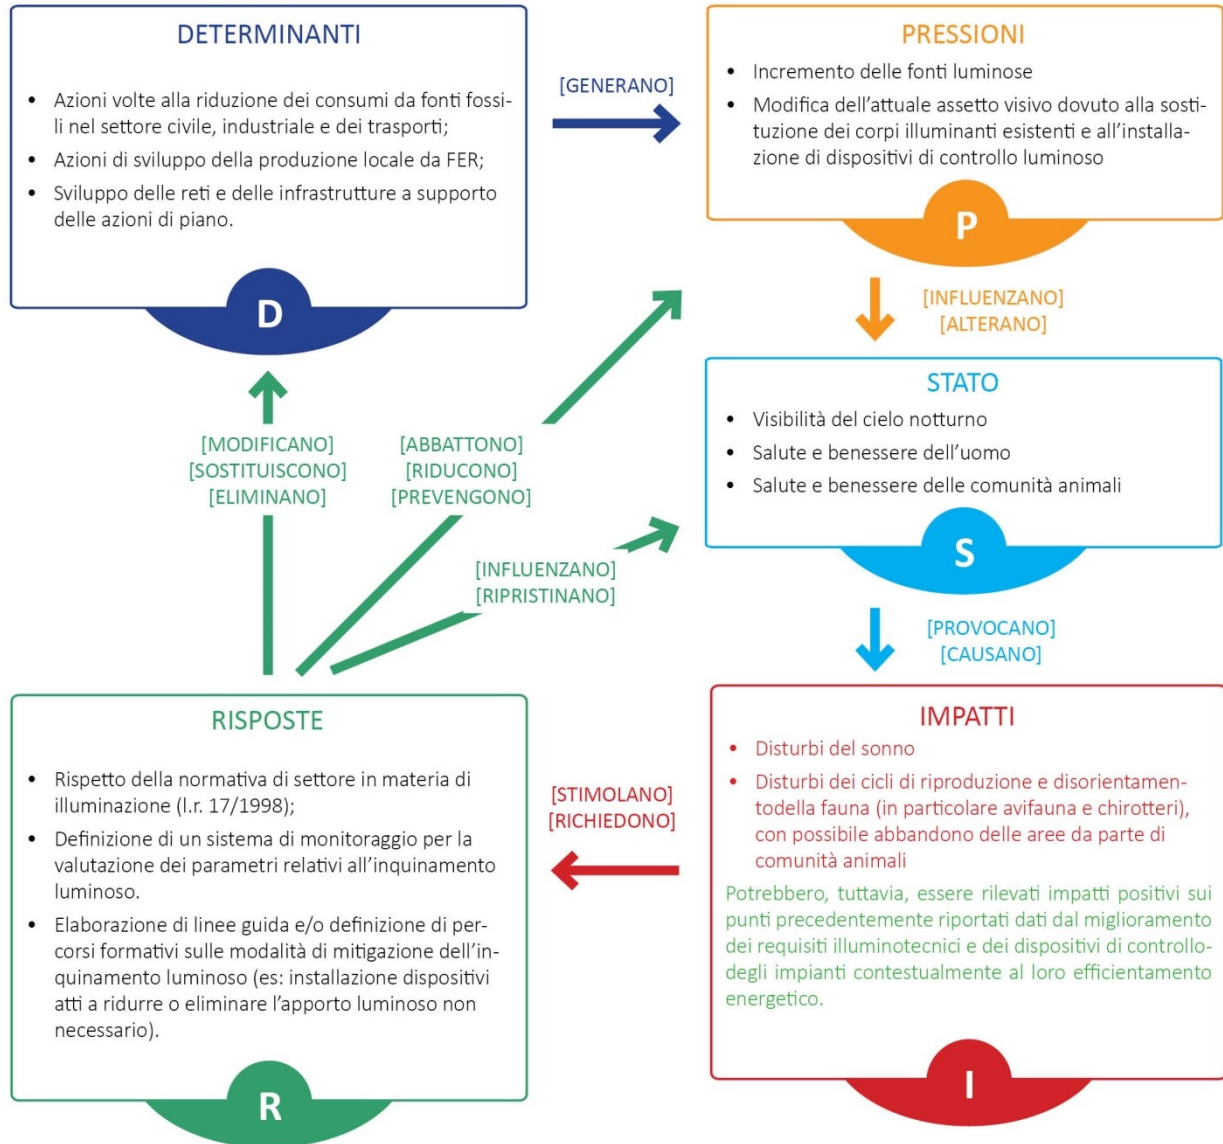 DETERMINANTI
• Azioni volte alla riduzione dei consumi da fonti fossi-
li nel settore civile, industriale e dei trasporti;
• Azioni di sviluppo della produzione locale da FER;
• Sviluppo delle reti e delle infrastrutture a supporto
delle azioni di piano.
D
[GENERANO]
PRESSIONI
• Incremento delle fonti luminose
• Modifica dell'attuale assetto visivo dovuto alla sosti-
tuzione dei corpi illuminanti esistenti e all'installa-
zione di dispositivi di controllo luminoso
P
[INFLUENZANO]
[ALTERANO]
STATO
• Visibilità del cielo notturno
• Salute e benessere dell'uomo
• Salute e benessere delle comunità animali
S
[PROVOCANO]
[CAUSANO]
IMPATTI
• Disturbi del sonno
• Disturbi dei cicli di riproduzione e disorientamen-
todella fauna (in particolare avifauna e chirotteri),
con possibile abbandono delle aree da parte di
comunità animali
Potrebbero, tuttavia, essere rilevati impatti positivi sui
punti precedentemente riportati dati dal miglioramento
dei requisiti illuminotecnici e dei dispositivi di controllo-
degli impianti contestualmente al loro efficientamento
energetico.
I
[STIMOLANO]
[RICHIEDONO]
RISPOSTE
• Rispetto della normativa di settore in materia di
illuminazione (l.r. 17/1998);
• Definizione di un sistema di monitoraggio per la
valutazione dei parametri relativi all'inquinamento
luminoso.
• Elaborazione di linee guida e/o definizione di per-
corsi formativi sulle modalità di mitigazione dell'in-
quinamento luminoso (es: installazione dispositivi
atti a ridurre o eliminare l'apporto luminoso non
necessario).
R
[MODIFICANO]
[SOSTITUISCONO]
[ELIMINANO]
[ABBATTONO]
[RIDUCONO]
[PREVENGONO]
[INFLUENZANO]
[RIPRISTINANO]